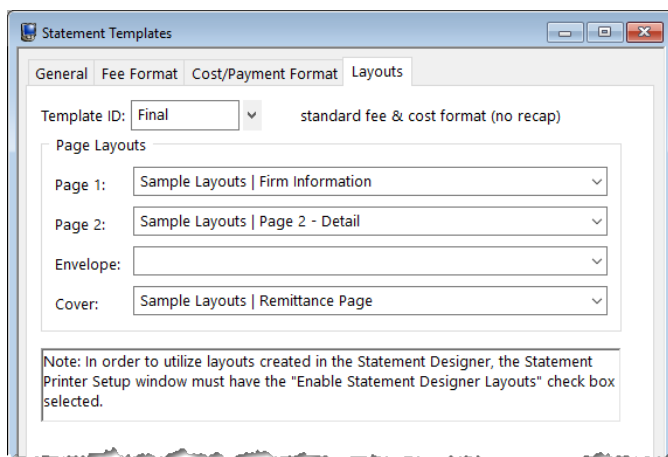 Statement Templates
General Fee Format Cost/Payment Format Layouts
Template ID: Final standard fee & cost format (no recap)
Page Layouts
Page 1: Sample Layouts | Firm Information
Page 2: Sample Layouts | Page 2 - Detail
Envelope:
Cover: Sample Layouts | Remittance Page
Note: In order to utilize layouts created in the Statement Designer, the Statement
Printer Setup window must have the "Enable Statement Designer Layouts" check box
selected.